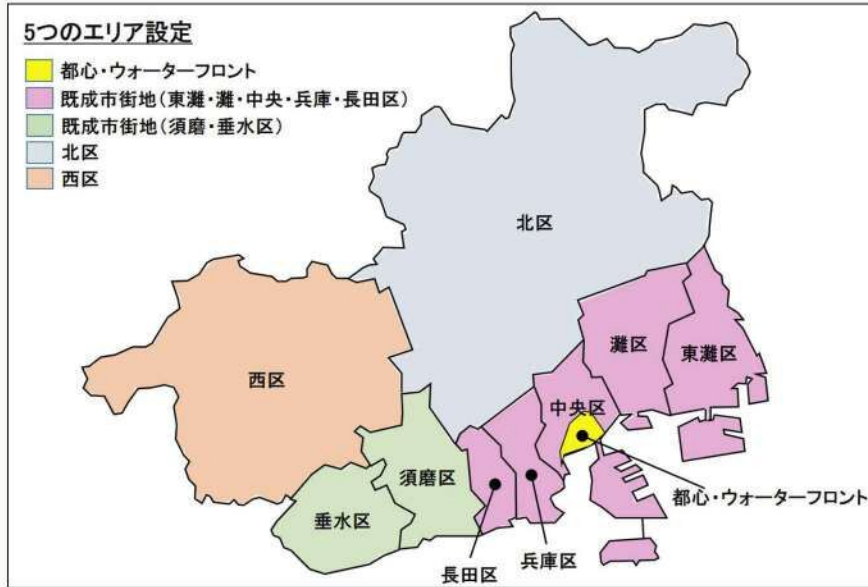 5つのエリア設定
都心・ウォーターフロント
既成市街地(東灘・灘・中央・兵庫・長田区)
既成市街地(須磨・垂水区)
北区
西区
北区
灘区
東灘区
西区
中央区
須磨区
垂水区
都心・ウォーターフロント
兵庫区
長田区